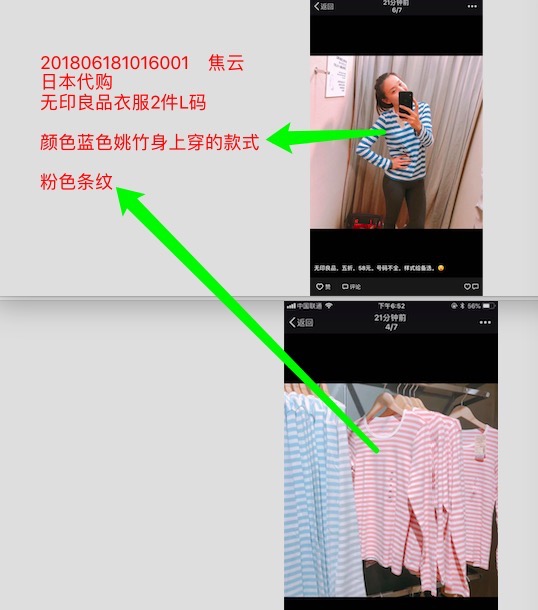 201806181016001 焦云
日本代购
无印良品衣服2件L码
颜色蓝色姚竹身上穿的款式
粉色条纹
返回
21分钟前
6/7
无印良品，五折，58元。号码不全，样式给备选。
赞
评论
中国联通
下午6:52
56%
返回
21分钟前
4/7